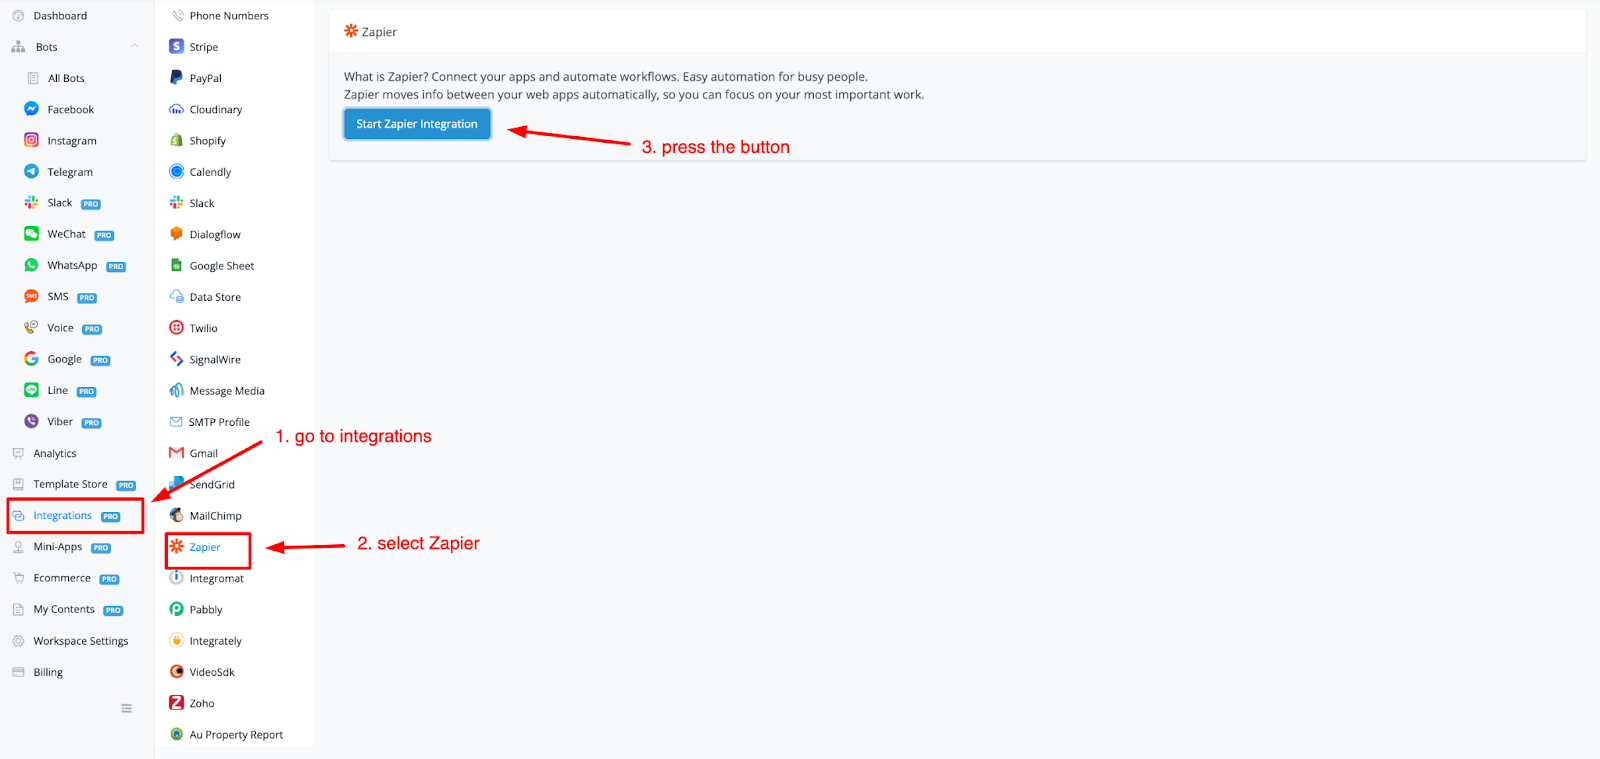 Dashboard
Bots
All Bots
Facebook
Instagram
Telegram
Slack PRO
WeChat PRO
WhatsApp PRO
SMS PRO
Voice PRO
Google PRO
Line PRO
Viber PRO
Analytics
Template Store PRO
Integrations PRO
Mini-Apps PRO
Ecommerce PRO
My Contents PRO
Workspace Settings
Billing
Phone Numbers
Stripe
PayPal
Cloudinary
Shopify
Calendly
Slack
Dialogflow
Google Sheet
Data Store
Twilio
SignalWire
Message Media
SMTP Profile
Gmail
SendGrid
MailChimp
Zapier
Integromat
Pabbly
Integrately
VideoSdk
Zoho
Au Property Report
Zapier
What is Zapier? Connect your apps and automate workflows. Easy automation for busy people.
Zapier moves info between your web apps automatically, so you can focus on your most important work.
Start Zapier Integration
3. press the button
1. go to integrations
2. select Zapier